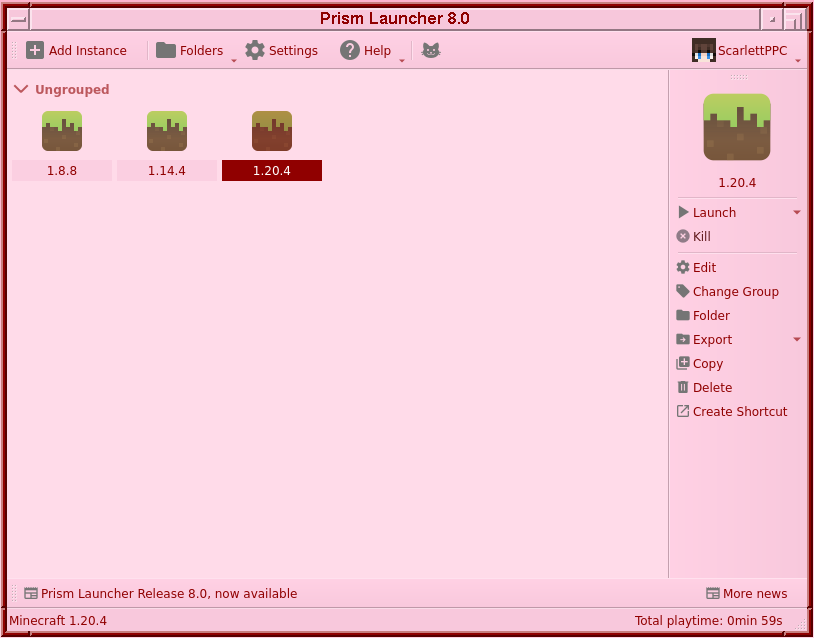 Prism Launcher 8.0
Add Instance Folders Settings Help ScarlettPPC
Ungrouped
1.8.8 1.14.4 1.20.4
1.20.4
Launch
Kill
Edit
Change Group
Folder
Export
Copy
Delete
Create Shortcut
Prism Launcher Release 8.0, now available More news
Minecraft 1.20.4 Total playtime: 0min 59s